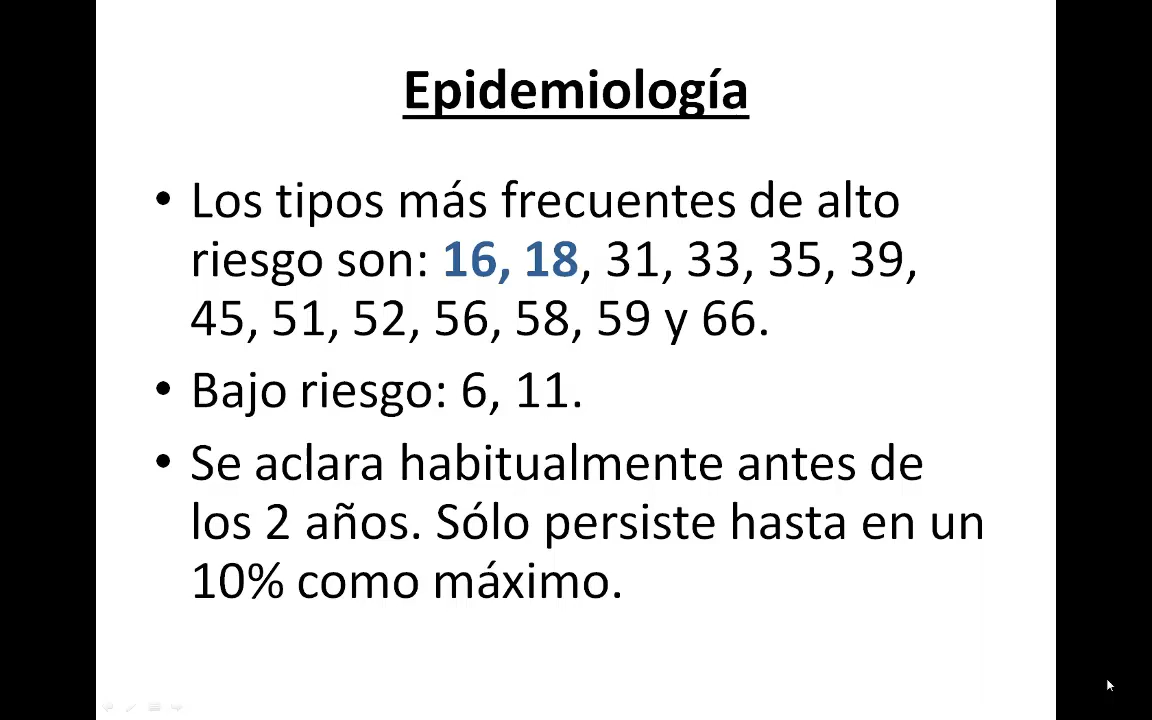 Epidemiología
• Los tipos más frecuentes de alto
riesgo son: 16, 18, 31, 33, 35, 39,
45, 51, 52, 56, 58, 59 y 66.
• Bajo riesgo: 6, 11.
• Se aclara habitualmente antes de
los 2 años. Sólo persiste hasta en un
10% como máximo.